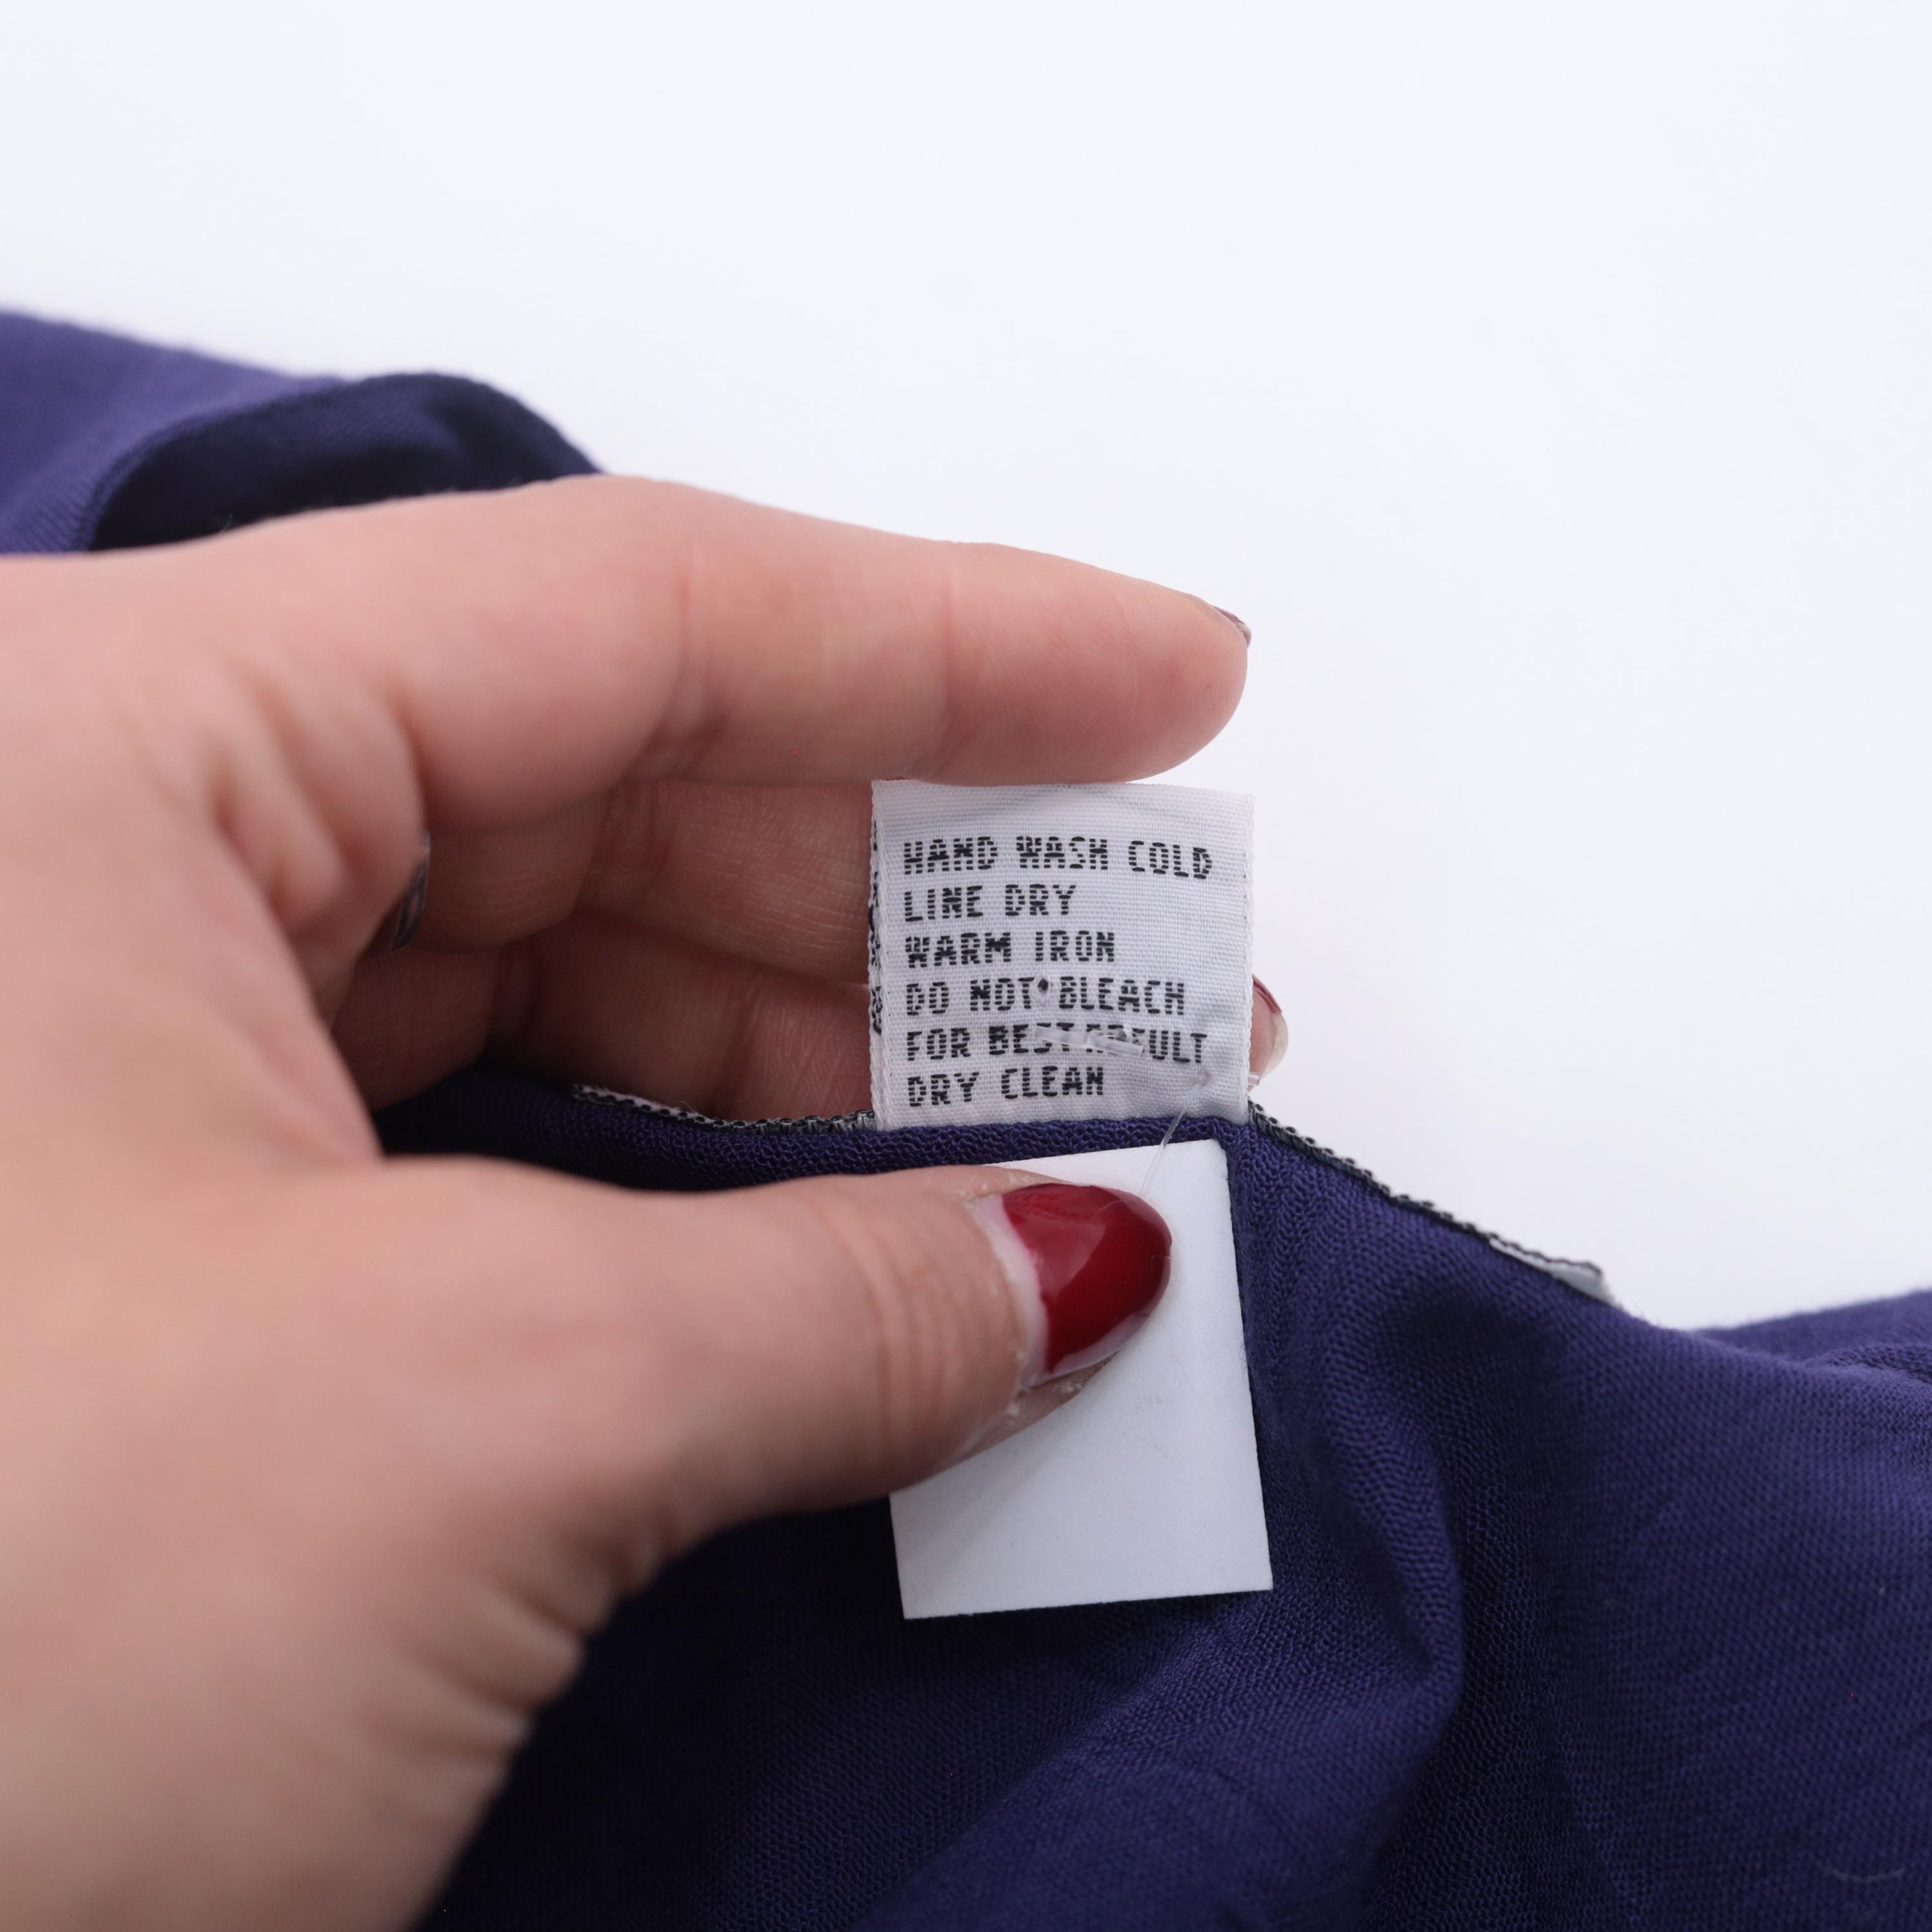 HAND WASH COLD
LINE DRY
WARM IRON
DO NOT BLEACH
FOR BEST RESULT
DRY CLEAN